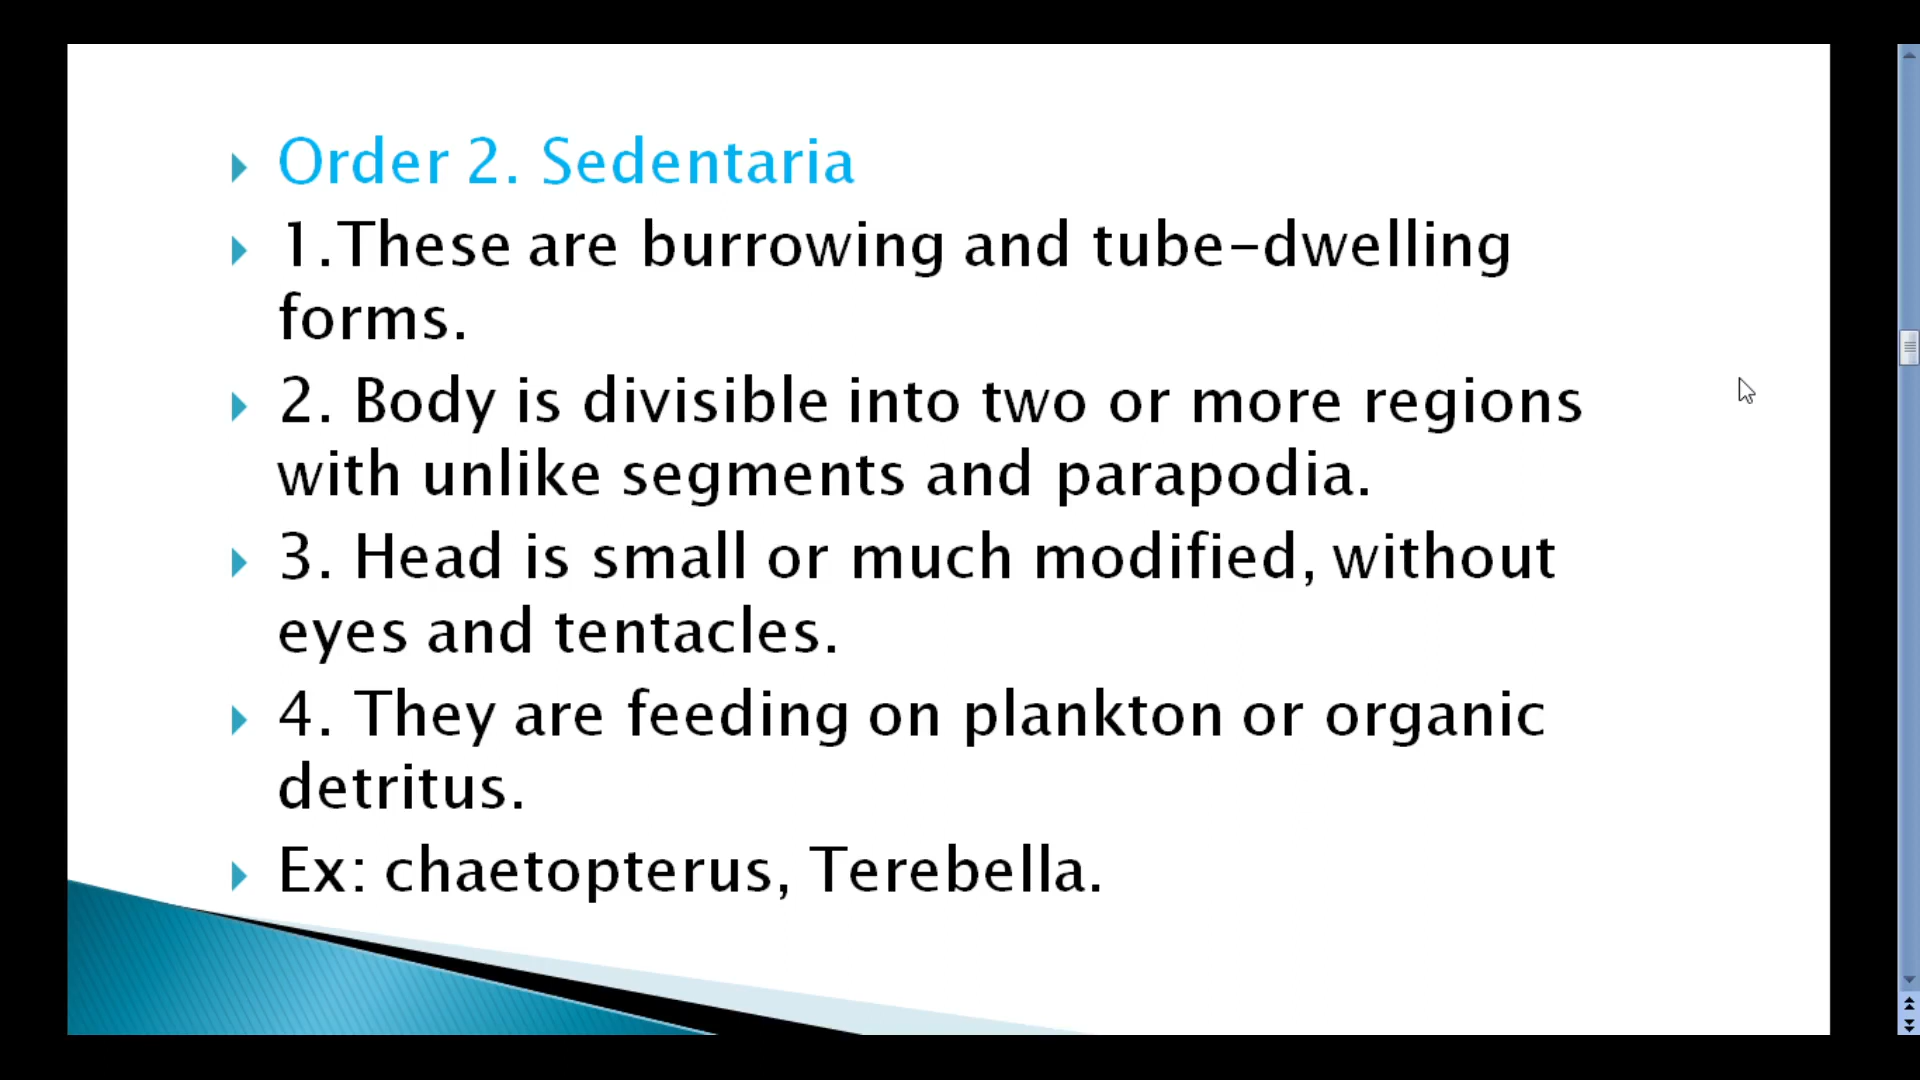 Order 2. Sedentaria
1.These are burrowing and tube-dwelling
forms.
2. Body is divisible into two or more regions
with unlike segments and parapodia.
3. Head is small or much modified, without
eyes and tentacles.
4. They are feeding on plankton or organic
detritus.
Ex: chaetopterus, Terebella.